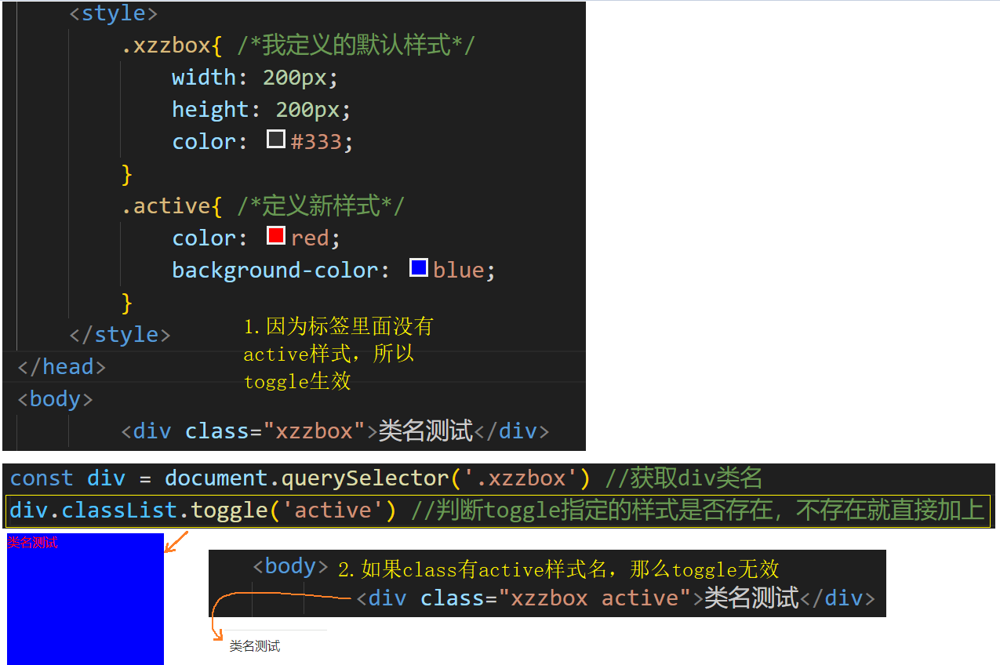 <style>
.xzzbox{ /*我定义的默认样式*/
width: 200px;
height: 200px;
color: #333;
}
.active{ /*定义新样式*/
color: red;
background-color: blue;
}
</style>
1.因为标签里面没有
active样式，所以
toggle生效
</head>
<body>
<div class="xzzbox">类名测试</div>
const div = document.querySelector('.xzzbox') //获取div类名
div.classList.toggle('active') //判断toggle指定的样式是否存在，不存在就直接加上
类名测试
<body> 2.如果class有active样式名，那么toggle无效
<div class="xzzbox active">类名测试</div>
类名测试